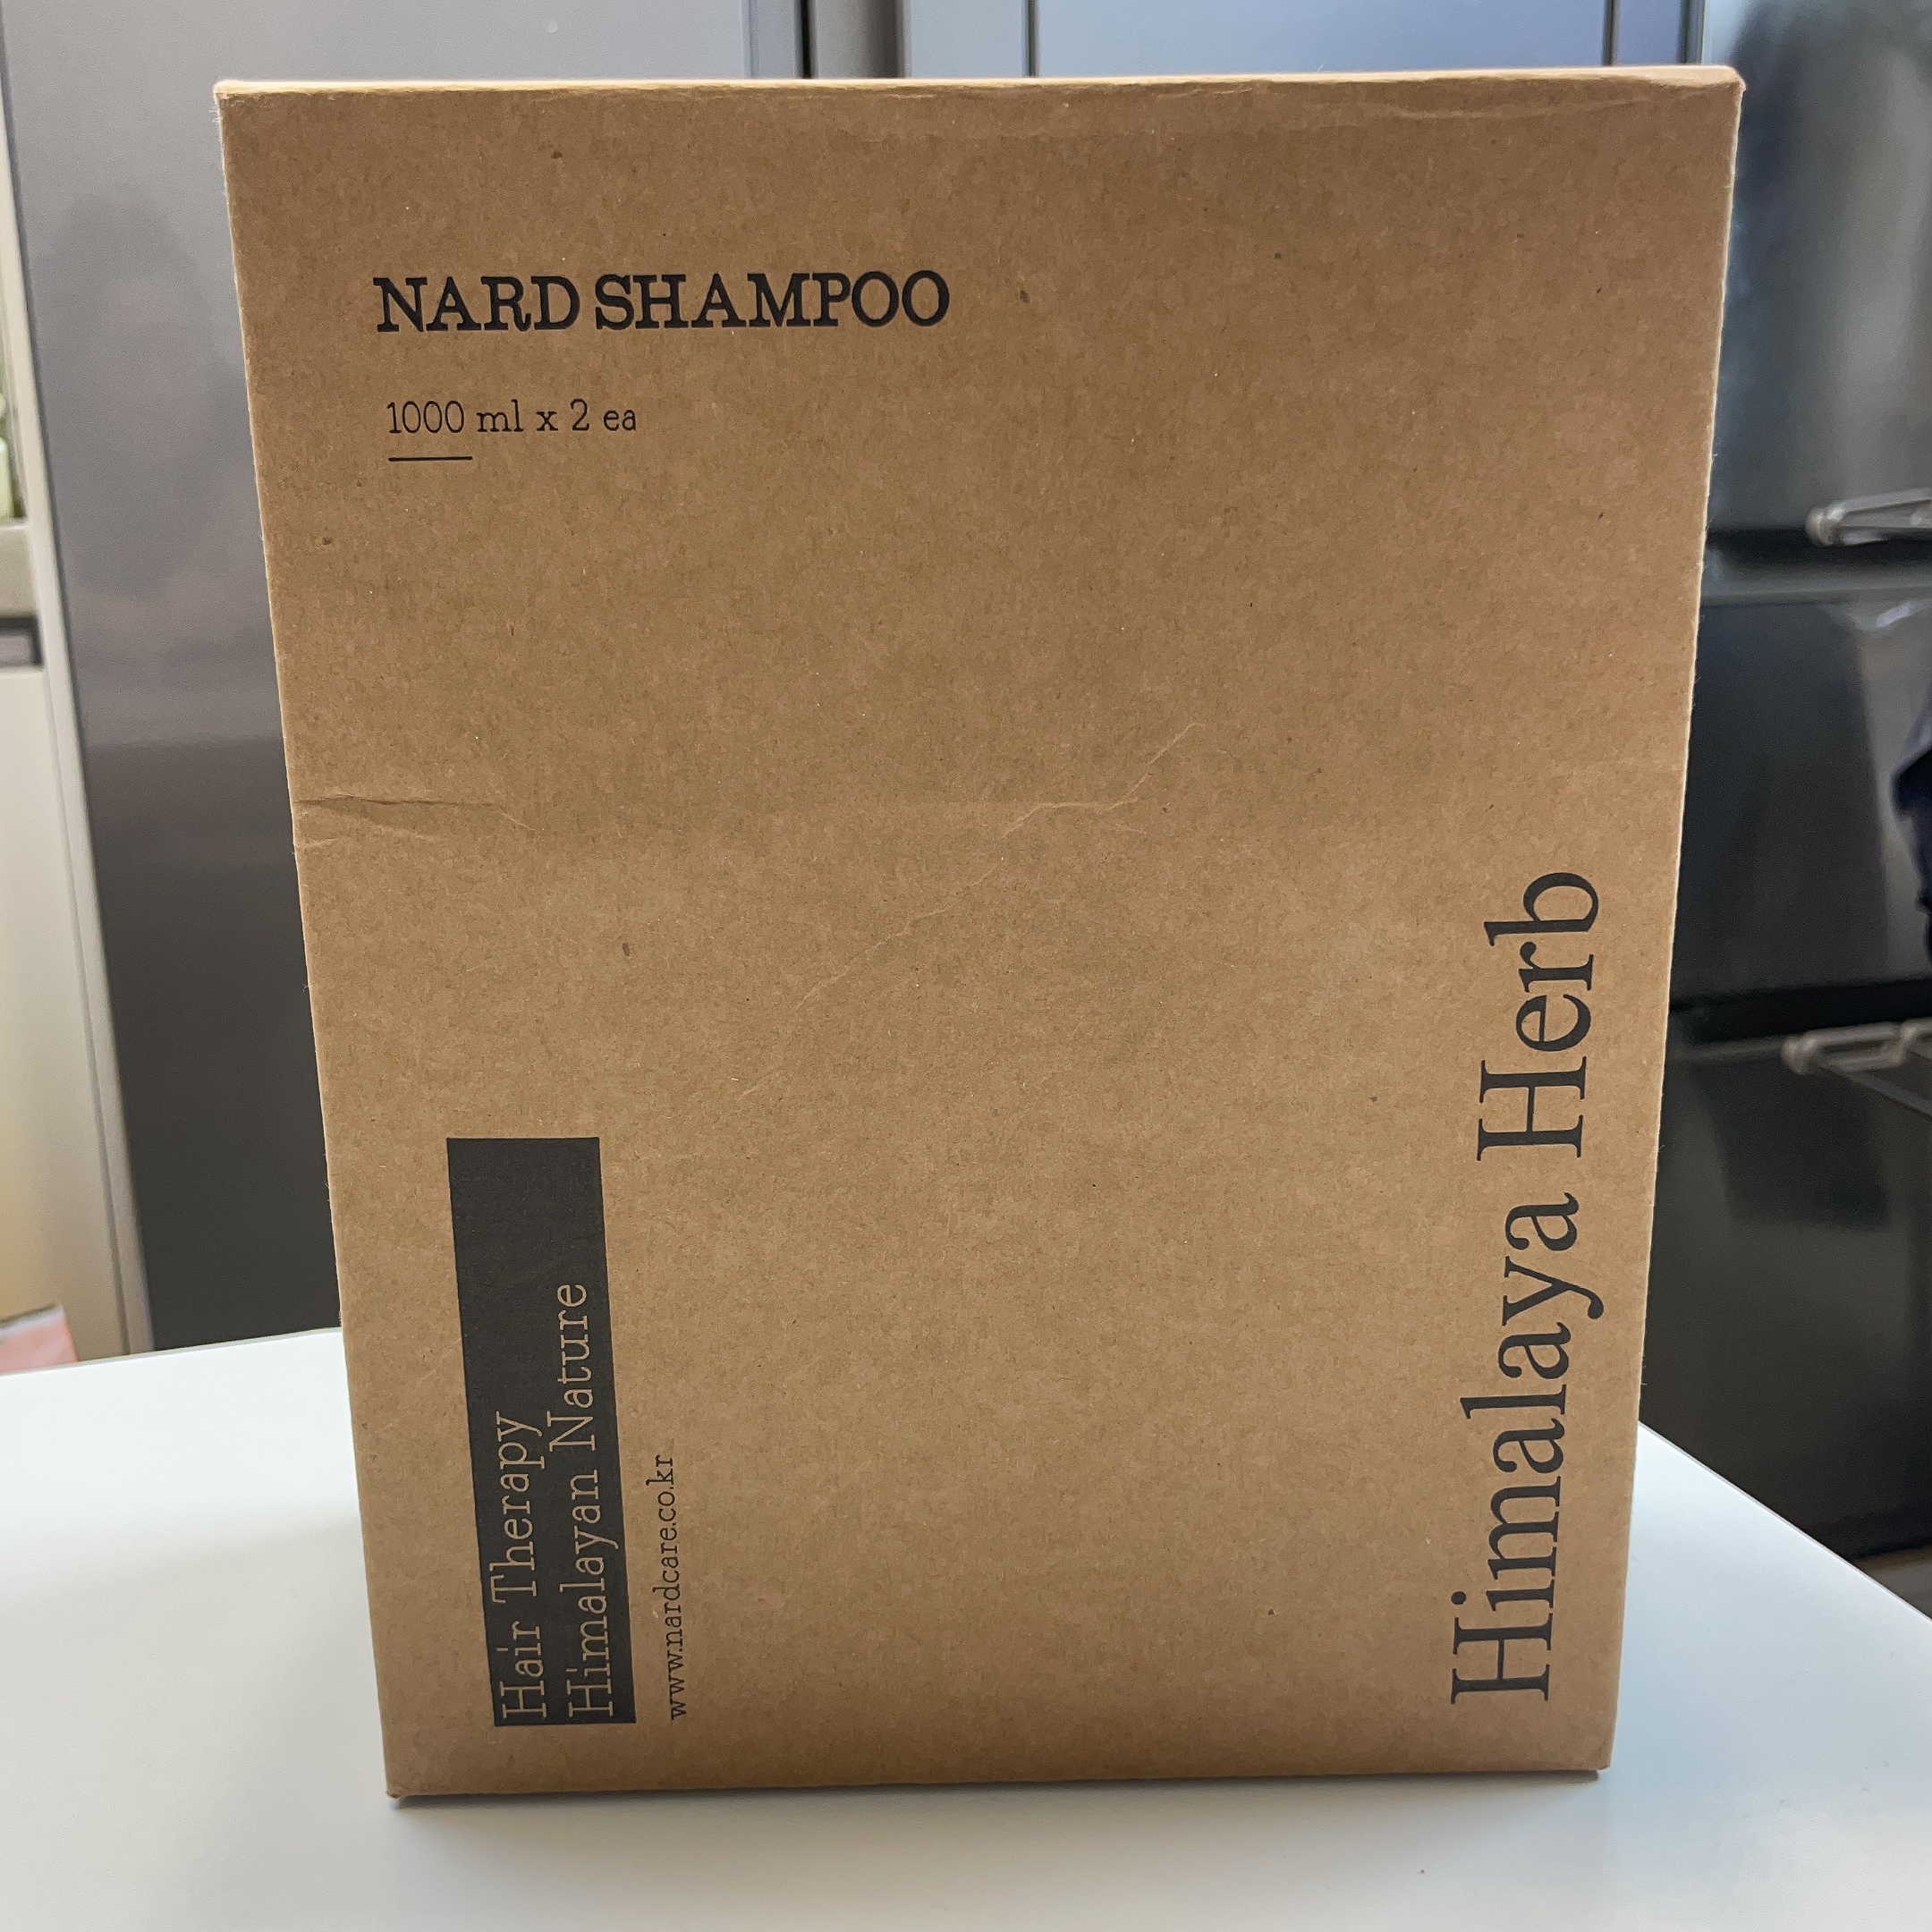 NARD SHAMPOO
1000 ml x 2 ea
Hair Therapy
Himalayan Nature
www.nardcare.co.kr
Himalaya Herb